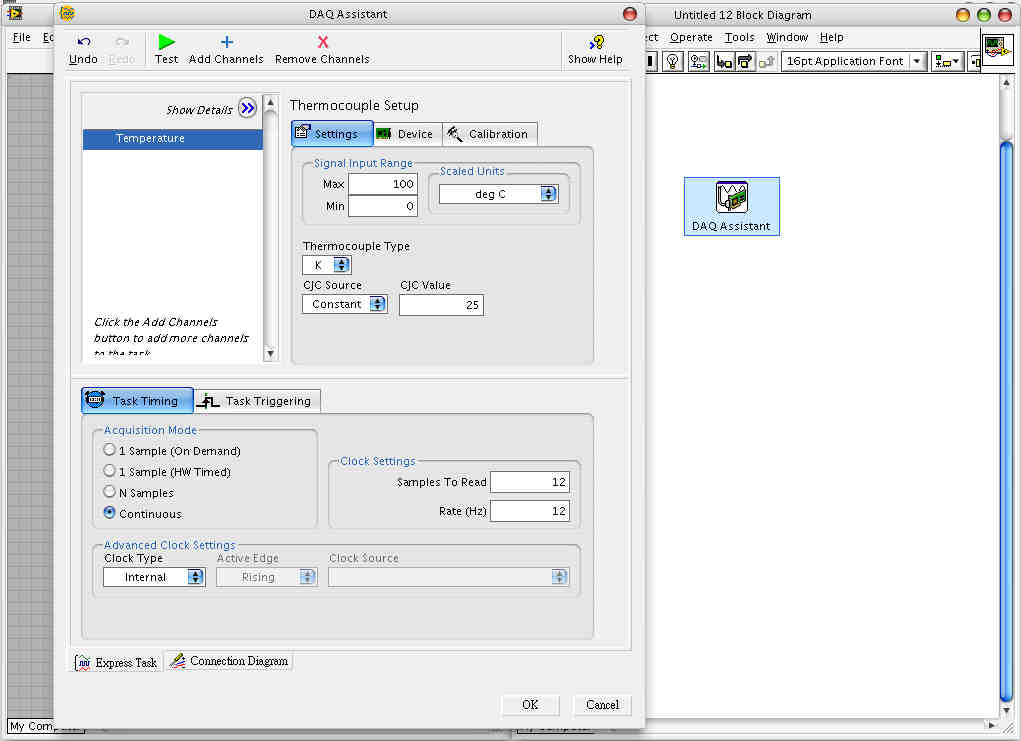 DAQ Assistant
Untitled 12 Block Diagram
File
Operate Tools Window Help
Undo Redo Test Add Channels Remove Channels Show Help
16pt Application Font
Show Details
Temperature
Click the Add Channels
button to add more channels
to the task
Thermocouple Setup
Settings Device Calibration
Signal Input Range
Max 100
Min 0
Scaled Units
deg C
Thermocouple Type
K
CJC Source CJC Value
Constant 25
DAQ Assistant
Task Timing Task Triggering
Acquisition Mode
1 Sample (On Demand)
1 Sample (HW Timed)
N Samples
Continuous
Clock Settings
Samples To Read 12
Rate (Hz) 12
Advanced Clock Settings
Clock Type Active Edge Clock Source
Internal Rising
Express Task Connection Diagram
OK Cancel
My